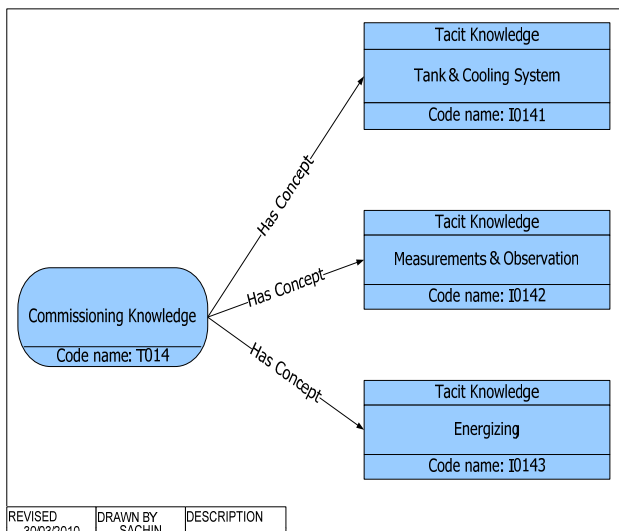 Tacit Knowledge
Tank & Cooling System
Code name: I0141
Has Concept
Tacit Knowledge
Measurements & Observation
Code name: I0142
Has Concept
Commissioning Knowledge
Code name: T014
Has Concept
Tacit Knowledge
Energizing
Code name: I0143
REVISED
DRAWN BY
SACHIN
DESCRIPTION